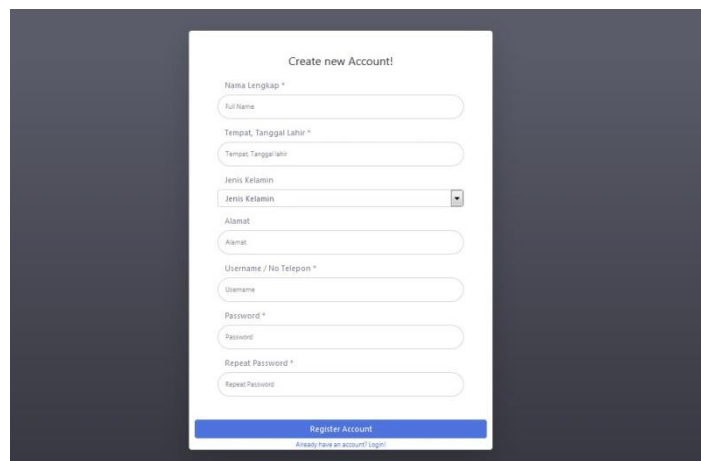 Create new Account!
Nama Lengkap *
Full Name
Tempat, Tanggal Lahir *
Tempat, Tanggal lahir
Jenis Kelamin
Jenis Kelamin
Alamat
Alamat
Username / No Telepon *
Username
Password *
Password
Repeat Password *
Repeat Password
Register Account
Already have an account? Login!